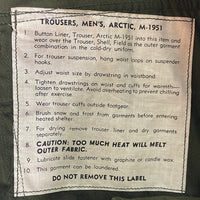 TROUSERS, MEN'S, ARCTIC, M-1951
1. Button Liner, Trouser, Arctic M-1951 into this item and
wear over the Trouser, Shell, Field as the outer garment
combination in the cold-dry uniform.
2. For trouser suspension, hang waist caps on suspender
hooks.
3. Adjust waist size by drawstring in waistband.
4. Tighten drawstrings in waist and cuffs for warmth—
loosen to ventilate. Avoid overheating to prevent chilling
after exercise.
5. Wear trouser cuffs outside footgear.
6. Brush snow and frost from garments before entering
heated shelter.
7. For drying remove trouser liner and dry garments
separately.
8. CAUTION: TOO MUCH HEAT WILL MELT
OUTER FABRIC.
9. Lubricate slide fastener with graphite or candle wax.
10. This garment can be laundered.
DO NOT REMOVE THIS LABEL